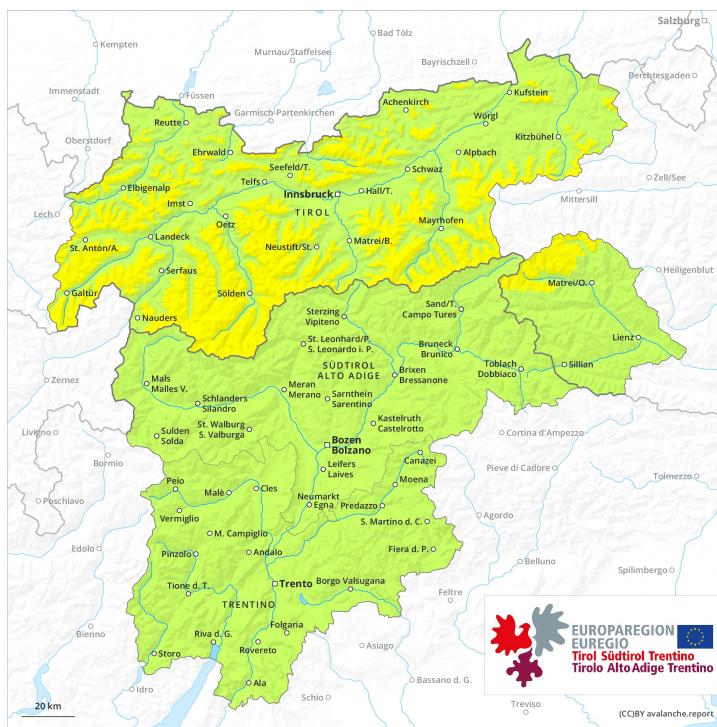 Salzburg
Kempten
Bad Tölz
Murnau/Staffelsee
Bayrischzell
Berchtesgaden
Immenstadt
Füssen
Garmisch-Partenkirchen
Achenkirch
Kufstein
Reutte
Wörgl
Oberstdorf
Ehrwald
Kitzbühel
Seefeld/T.
Alpbach
Telfs
Schwaz
Zell/See
Elbigenalp
Innsbruck
Hall/T.
Mittersill
Imst
TIROL
Lech
Oetz
Mayrhofen
St. Anton/A.
Landeck
Neustift/St.
Matrei/B.
Serfaus
Heiligenblut
Galtür
Sölden
Matrei/O.
Nauders
Sterzing
Vipiteno
Sand/T.
Campo Tures
St. Leonhard/P.
S. Leonardo i. P.
Bruneck
Brunico
Lienz
SÜDTIROL
ALTO ADIGE
Brixen
Bressanone
Toblach
Dobbiaco
Sillian
Zernez
Mals
Malles V.
Meran
Merano
Schlanders
Silandro
Sarnthein
Sarentino
St. Walburg
S. Valburga
Kastelruth
Castelrotto
Livigno
Sulden
Solda
Bozen
Bolzano
Cortina d'Ampezzo
Bormio
Canazei
Leifers
Laives
Pieve di Cadore
Tolmezzo
Poschiavo
Peio
Malè
Cles
Moena
Neumarkt
Egna
Predazzo
Vermiglio
Agordo
S. Martino d. C.
M. Campiglio
Edolo
Pinzolo
Andalo
Fiera d. P.
Belluno
Spilimbergo
Tione d. T.
Trento
Borgo Valsugana
Feltre
TRENTINO
Bienno
Folgaria
Riva d. G.
Storo
Rovereto
Asiago
Idro
Ala
Schio
Bassano d. G.
Treviso
EUROPAREGION
EUREGIO
Tirol Südtirol Trentino
Tirolo Alto Adige Trentino
20 km
(CC)BY avalanche.report